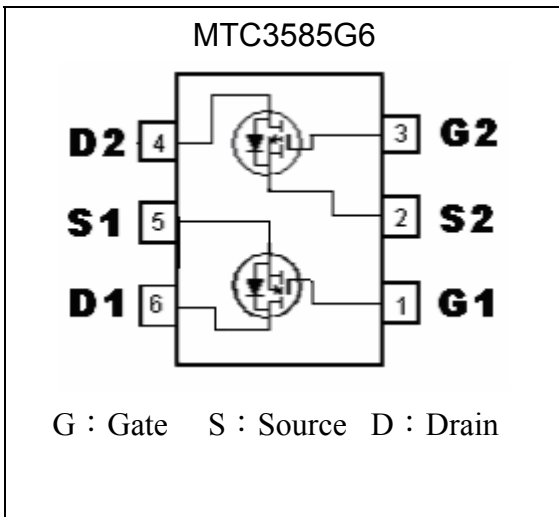 MTC3585G6
D2 4 3 G2
S1 5 2 S2
D1 6 1 G1
G：Gate S：Source D：Drain